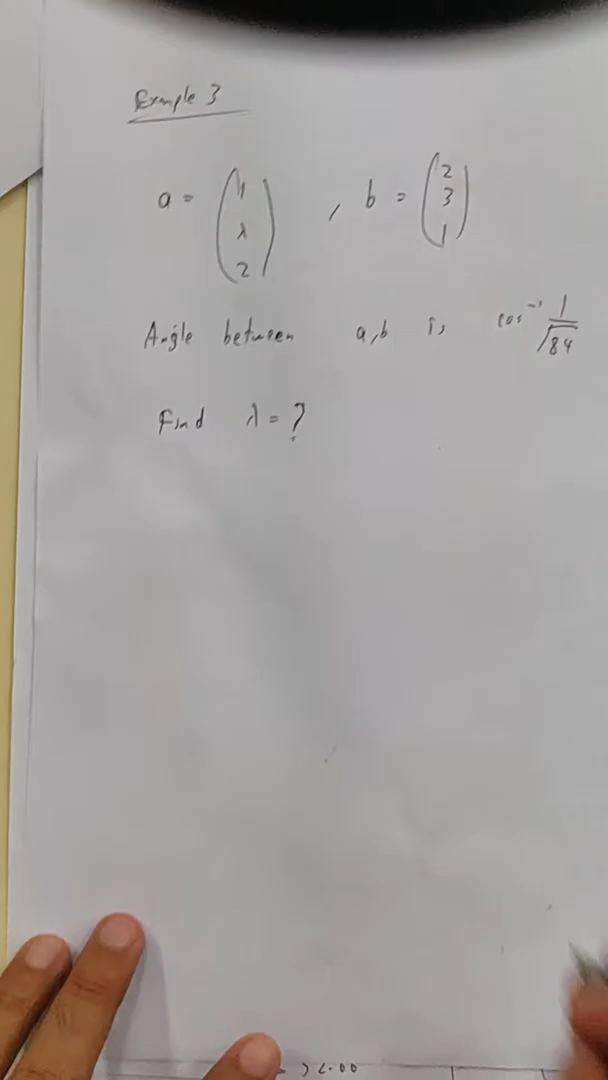 Example 3
a = (1 λ 2) , b = (2 3 1)
Angle between a,b is cos⁻¹ 1/√84
Find λ = ?